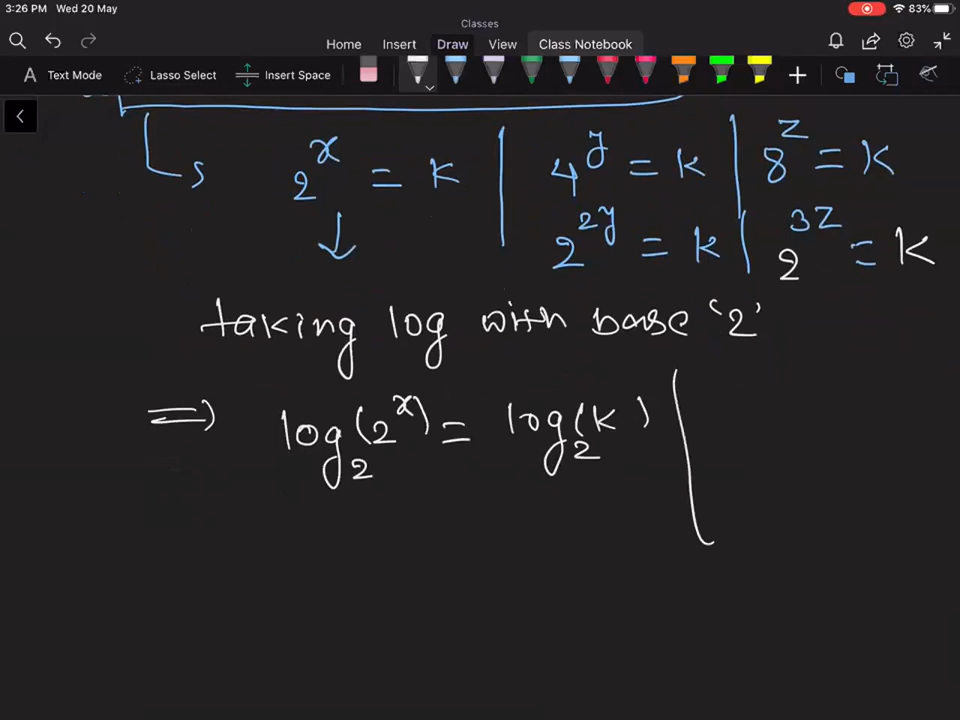 3:26 PM Wed 20 May 83%
Classes
Home Insert Draw View Class Notebook
A Text Mode Lasso Select Insert Space
2^x = k | 4^y = k | 8^z = k
2^{2y} = k | 2^{3z} = k
taking log with base '2'
⇒ log_2(2^x) = log_2(k)